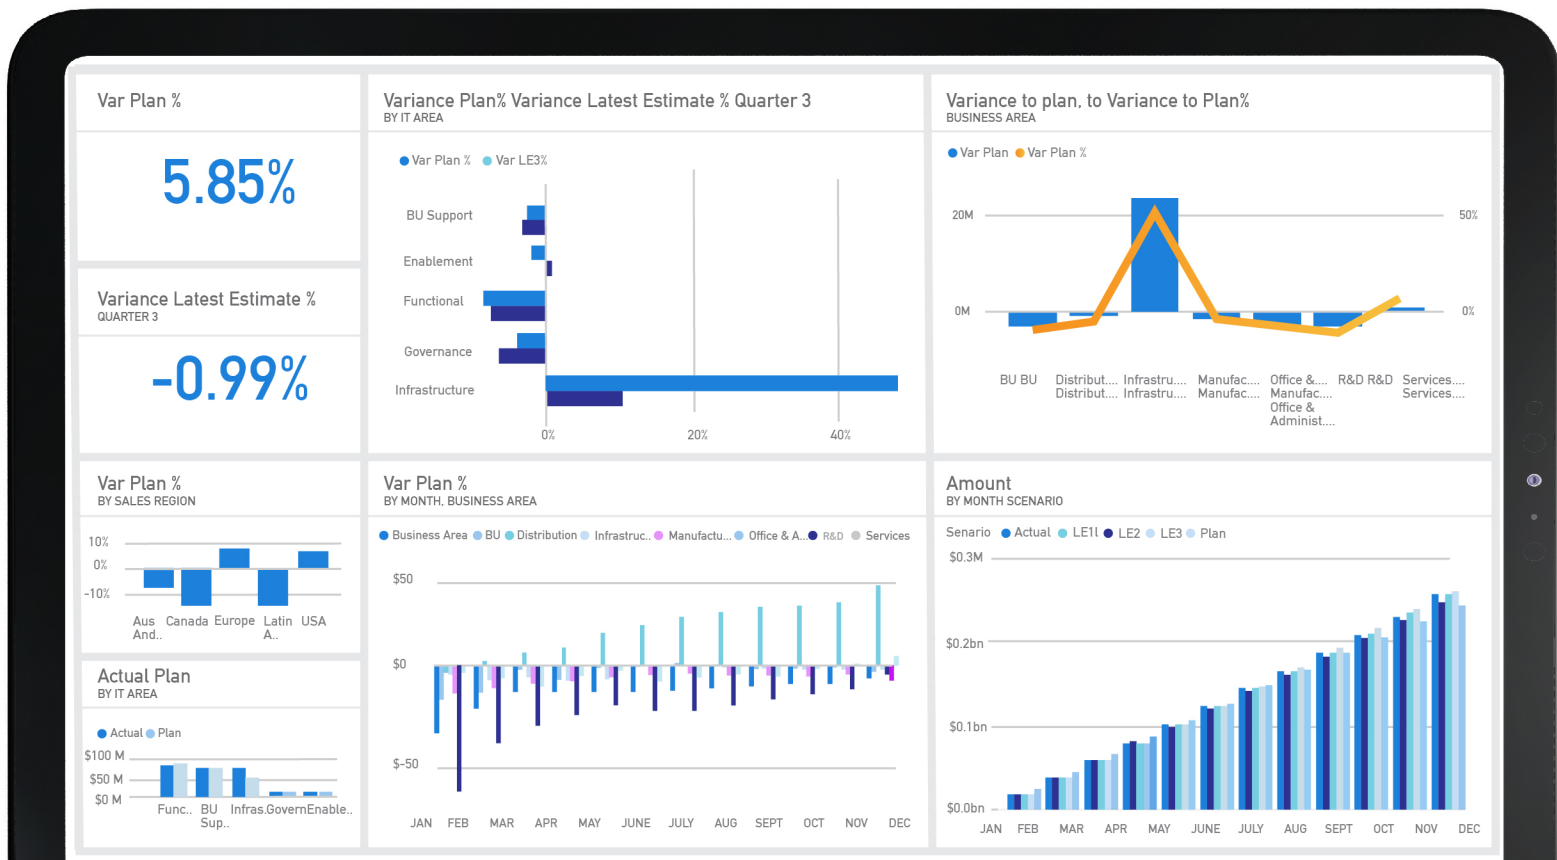 Var Plan %
5.85%
Variance Latest Estimate %
QUARTER 3
-0.99%
Variance Plan% Variance Latest Estimate % Quarter 3
BY IT AREA
Var Plan %
Var LE3%
BU Support
Enablement
Functional
Governance
Infrastructure
0%
20%
40%
Variance to plan, to Variance to Plan%
BUSINESS AREA
Var Plan
Var Plan %
20M
50%
0M
0%
BU BU
Distribut....
Distribut....
Infrastru....
Infrastru....
Manufac....
Manufac....
Office &....
Manufac....
Office &
Administ....
R&D R&D
Services....
Services....
Var Plan %
BY SALES REGION
10%
0%
-10%
Aus
And..
Canada
Europe
Latin
A..
USA
Actual Plan
BY IT AREA
Actual
Plan
$100 M
$50 M
$0 M
Func..
BU
Sup..
Infras.
Govern
Enable..
Var Plan %
BY MONTH, BUSINESS AREA
Business Area
BU
Distribution
Infrastruc..
Manufactu...
Office & A...
R&D
Services
$50
$0
$-50
JAN FEB MAR APR MAY JUNE JULY AUG SEPT OCT NOV DEC
Amount
BY MONTH SCENARIO
Senario
Actual
LE1l
LE2
LE3
Plan
$0.3M
$0.2bn
$0.1bn
$0.0bn
JAN FEB MAR APR MAY JUNE JULY AUG SEPT OCT NOV DEC